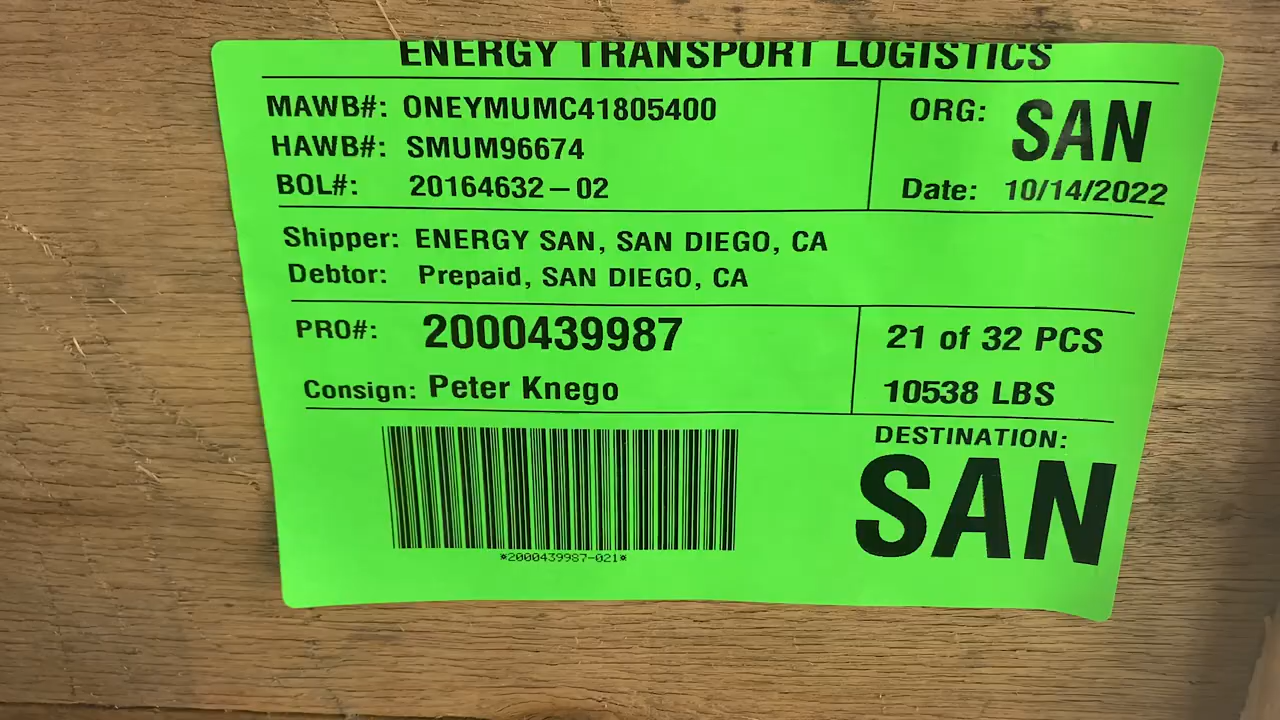 ENERGY TRANSPORT LOGISTICS
MAWB#: ONEYMUMC41805400
HAWB#: SMUM96674
BOL#: 20164632-02
ORG: SAN
Date: 10/14/2022
Shipper: ENERGY SAN, SAN DIEGO, CA
Debtor: Prepaid, SAN DIEGO, CA
PRO#: 2000439987
Consign: Peter Knego
21 of 32 PCS
10538 LBS
*2000439987-021*
DESTINATION:
SAN